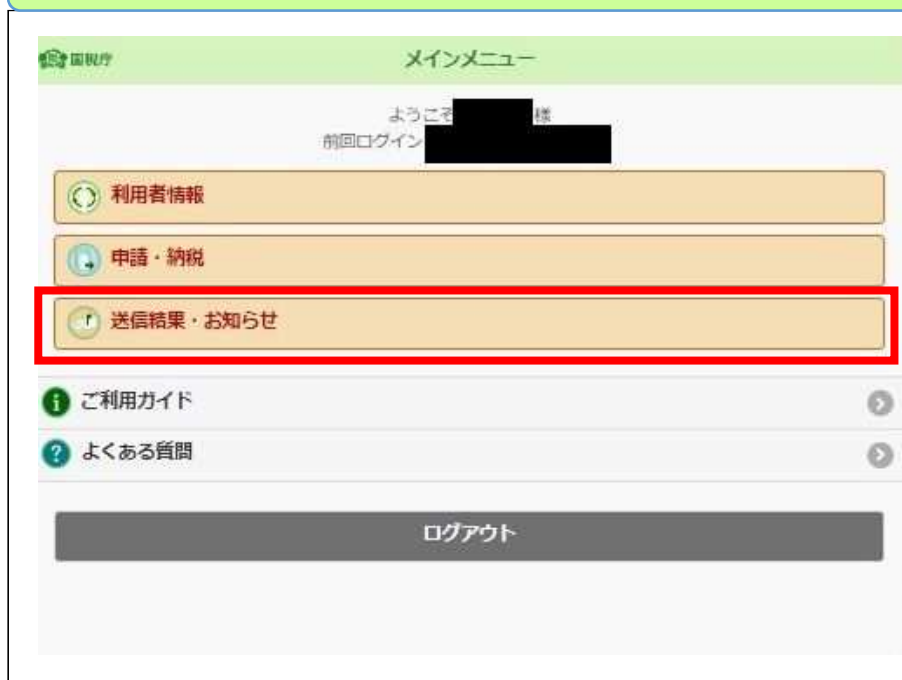 国税庁
メインメニュー
ようこそ 様
前回ログイン
利用者情報
申請・納税
送信結果・お知らせ
ご利用ガイド
よくある質問
ログアウト